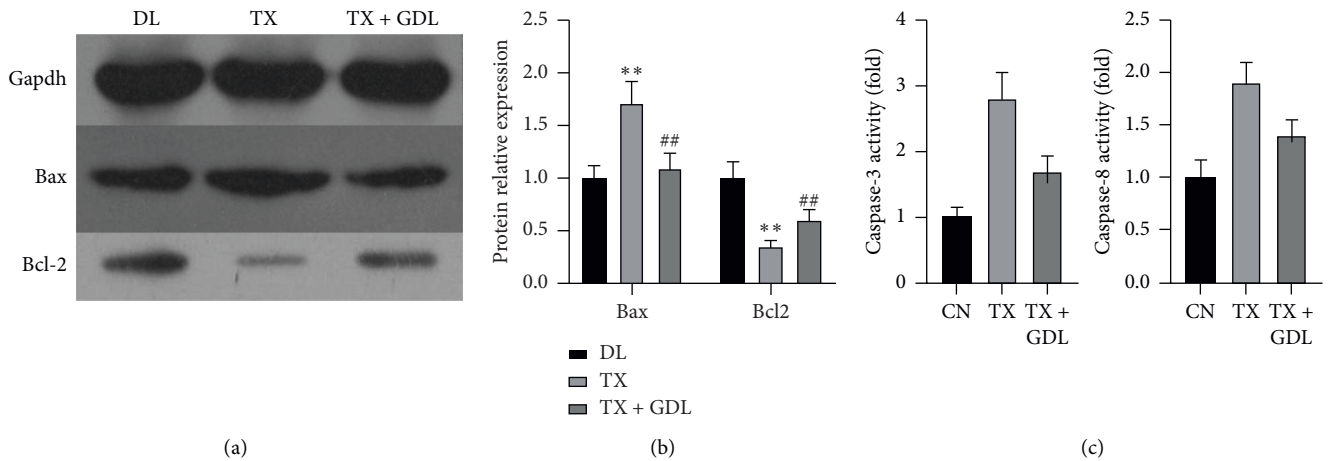 DL TX TX + GDL
Gapdh
Bax
Bcl-2
(a)
Protein relative expression
2.5
2.0
1.5
1.0
0.5
0.0
**
##
**
##
Bax Bcl2
DL
TX
TX + GDL
(b)
Caspase-3 activity (fold)
4
3
2
1
0
CN TX TX +
GDL
Caspase-8 activity (fold)
2.5
2.0
1.5
1.0
0.5
0.0
CN TX TX +
GDL
(c)